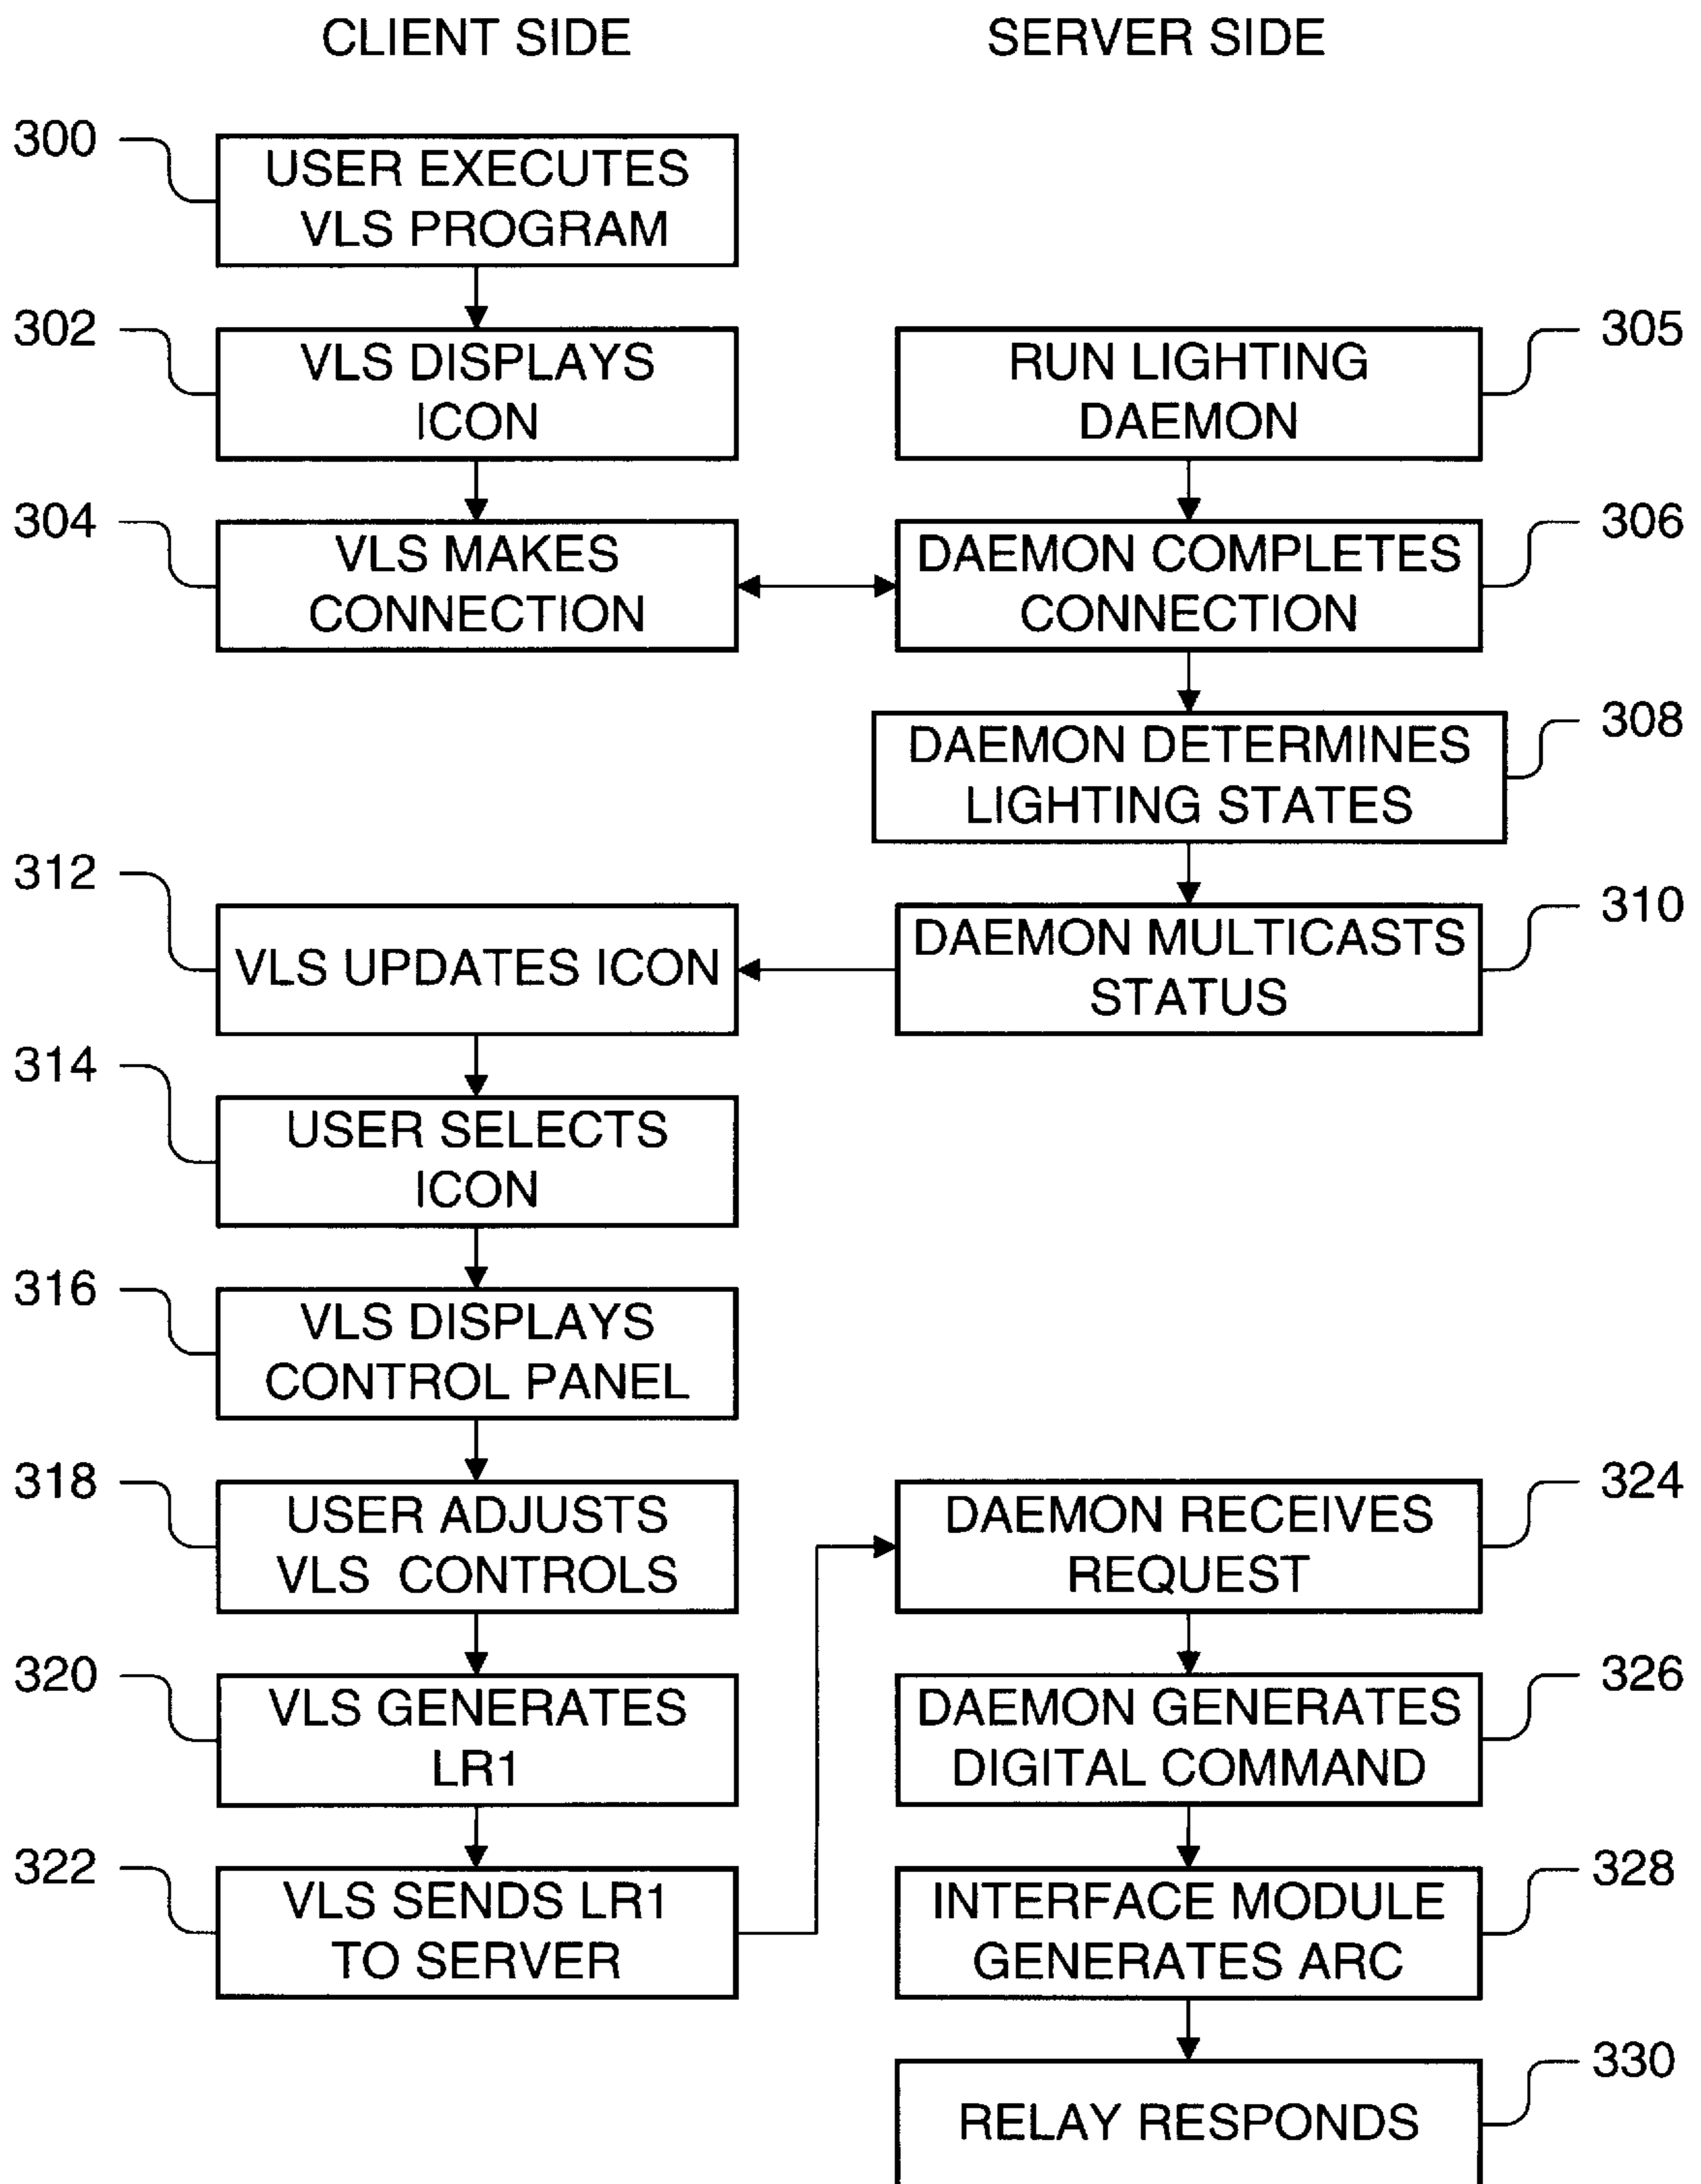 CLIENT SIDE
SERVER SIDE
300
USER EXECUTES
VLS PROGRAM
302
VLS DISPLAYS
ICON
RUN LIGHTING
DAEMON
305
304
VLS MAKES
CONNECTION
DAEMON COMPLETES
CONNECTION
306
DAEMON DETERMINES
LIGHTING STATES
308
312
VLS UPDATES ICON
DAEMON MULTICASTS
STATUS
310
314
USER SELECTS
ICON
316
VLS DISPLAYS
CONTROL PANEL
318
USER ADJUSTS
VLS CONTROLS
DAEMON RECEIVES
REQUEST
324
320
VLS GENERATES
LR1
DAEMON GENERATES
DIGITAL COMMAND
326
322
VLS SENDS LR1
TO SERVER
INTERFACE MODULE
GENERATES ARC
328
RELAY RESPONDS
330